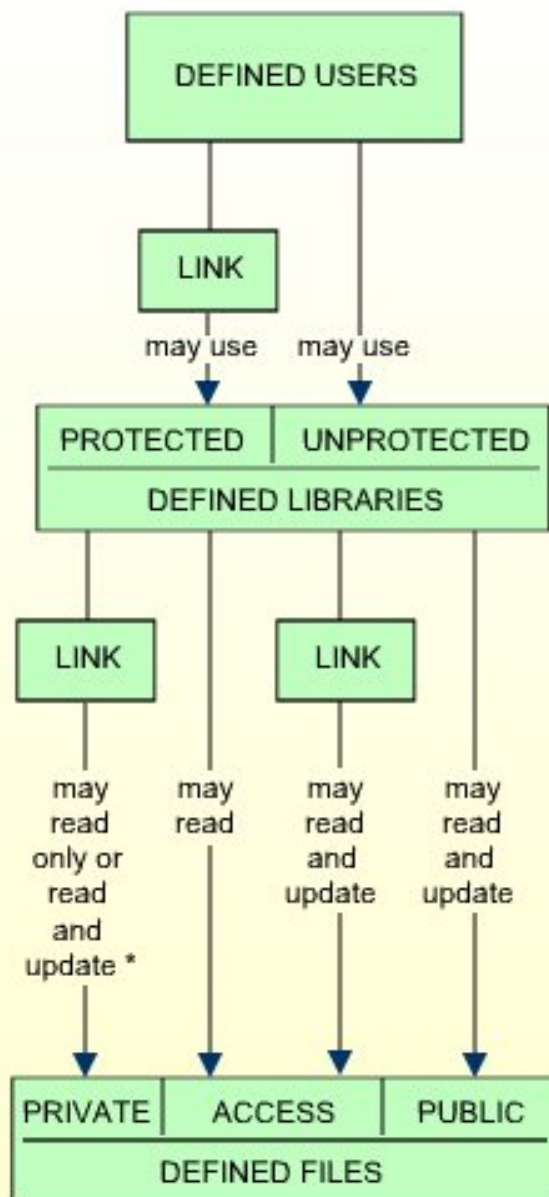 DEFINED USERS
LINK
may use
may use
PROTECTED
UNPROTECTED
DEFINED LIBRARIES
LINK
LINK
may
read
only or
read
and
update *
may
read
may
read
and
update
may
read
and
update
PRIVATE
ACCESS
PUBLIC
DEFINED FILES